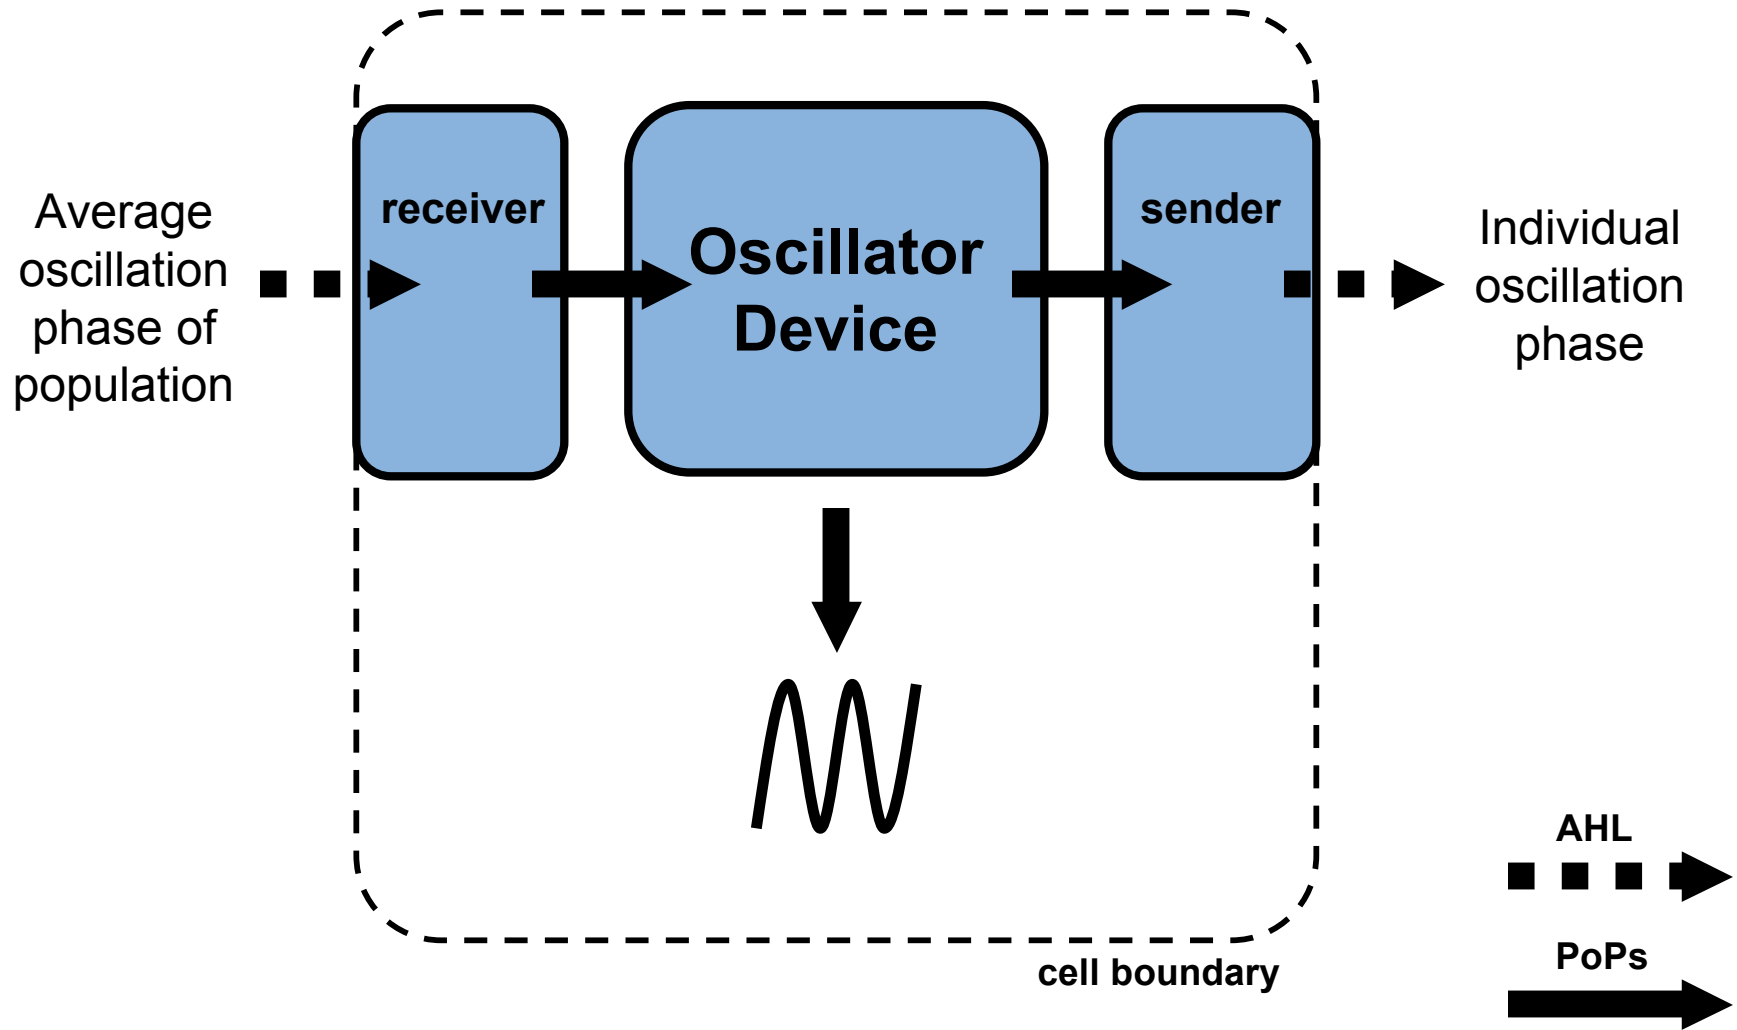 Average
oscillation
phase of
population
receiver
Oscillator
Device
sender
Individual
oscillation
phase
AHL
PoPs
cell boundary